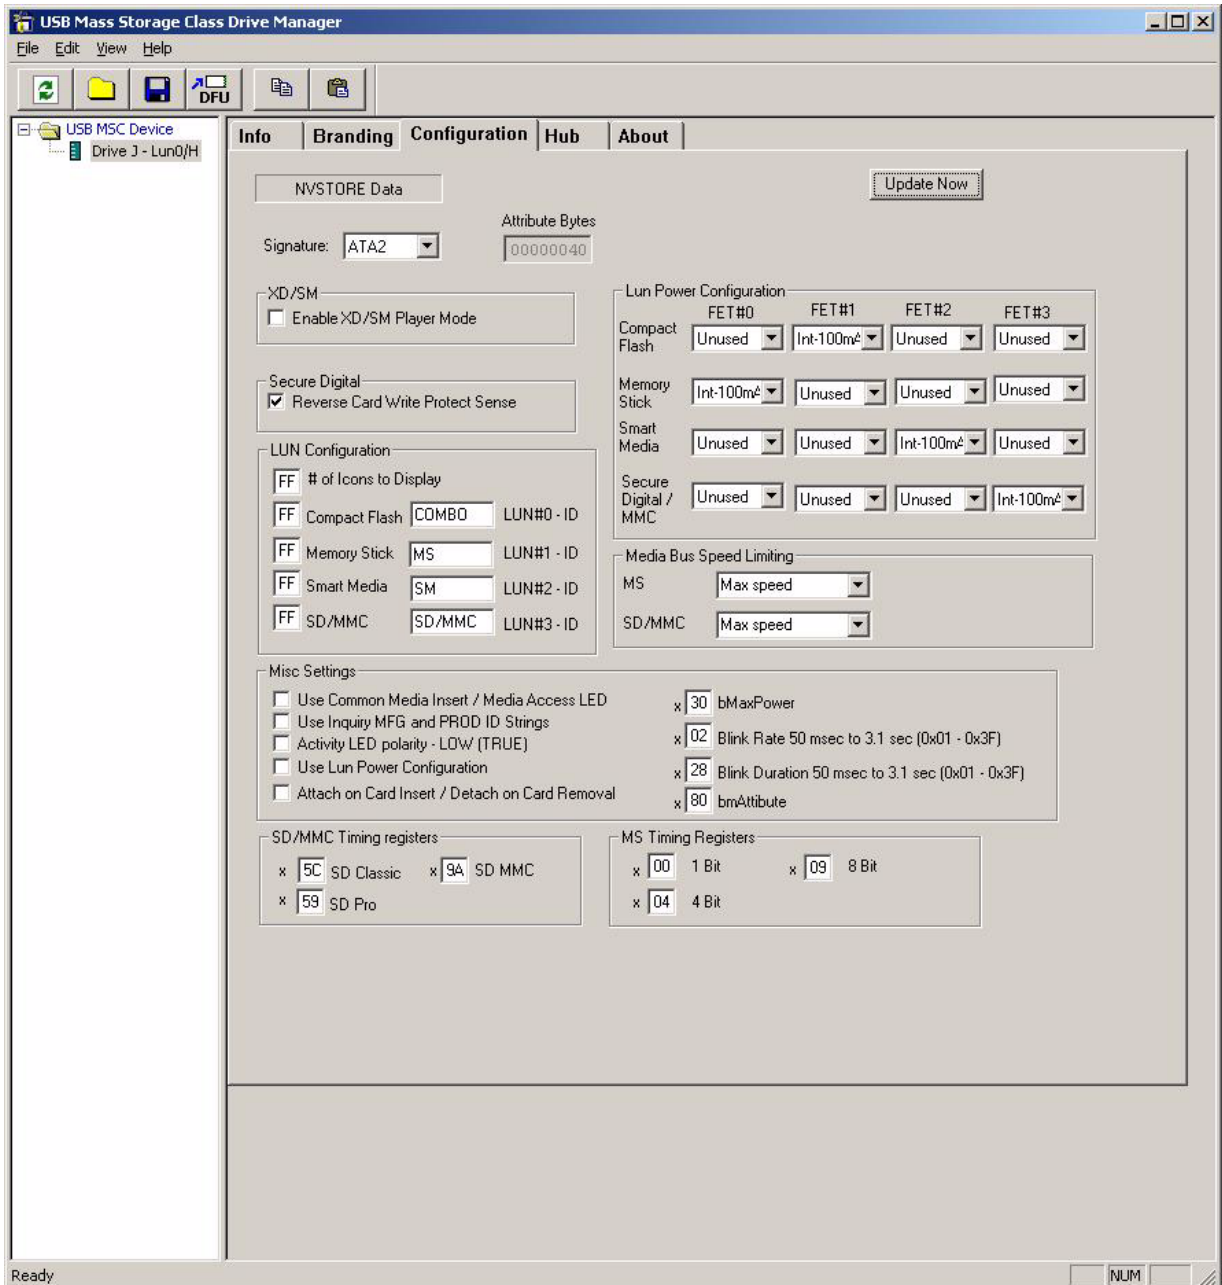 USB Mass Storage Class Drive Manager
File Edit View Help
DFU
USB MSC Device
Drive J - Lun0/H
Info Branding Configuration Hub About
NVSTORE Data
Update Now
Attribute Bytes
Signature: ATA2 00000040
XD/SM
Enable XD/SM Player Mode
Secure Digital
Reverse Card Write Protect Sense
LUN Configuration
FF # of Icons to Display
FF Compact Flash COMBO LUN#0 - ID
FF Memory Stick MS LUN#1 - ID
FF Smart Media SM LUN#2 - ID
FF SD/MMC SD/MMC LUN#3 - ID
Lun Power Configuration
FET#0 FET#1 FET#2 FET#3
Compact Flash Unused Int-100mA Unused Unused
Memory Stick Int-100mA Unused Unused Unused
Smart Media Unused Unused Int-100mA Unused
Secure Digital / MMC Unused Unused Unused Int-100mA
Media Bus Speed Limiting
MS Max speed
SD/MMC Max speed
Misc Settings
Use Common Media Insert / Media Access LED
Use Inquiry MFG and PROD ID Strings
Activity LED polarity - LOW (TRUE)
Use Lun Power Configuration
Attach on Card Insert / Detach on Card Removal
x 30 bMaxPower
x 02 Blink Rate 50 msec to 3.1 sec (0x01 - 0x3F)
x 28 Blink Duration 50 msec to 3.1 sec (0x01 - 0x3F)
x 80 bmAttibute
SD/MMC Timing registers
x 5C SD Classic x 9A SD MMC
x 59 SD Pro
MS Timing Registers
x 00 1 Bit x 09 8 Bit
x 04 4 Bit
Ready NUM